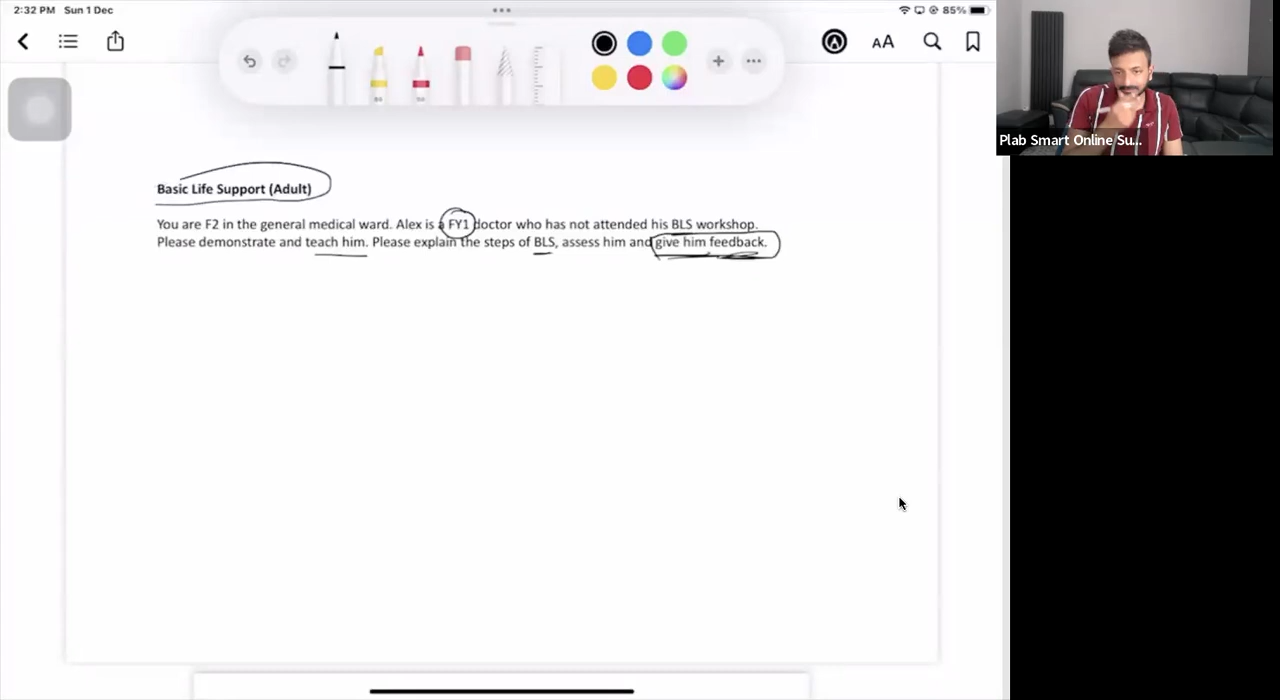 2:32 PM Sun 1 Dec
85%
AA
Plab Smart Online Su...
Basic Life Support (Adult)
You are F2 in the general medical ward. Alex is a FY1 doctor who has not attended his BLS workshop.
Please demonstrate and teach him. Please explain the steps of BLS, assess him and give him feedback.